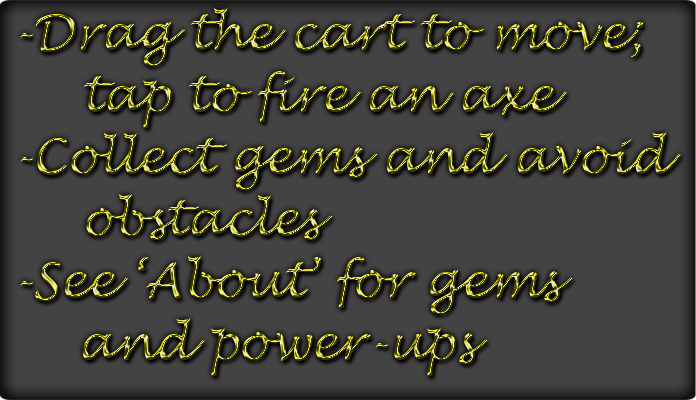 -Drag the cart to move;
tap to fire an axe
-Collect gems and avoid
obstacles
-See ‘About’ for gems
and power-ups